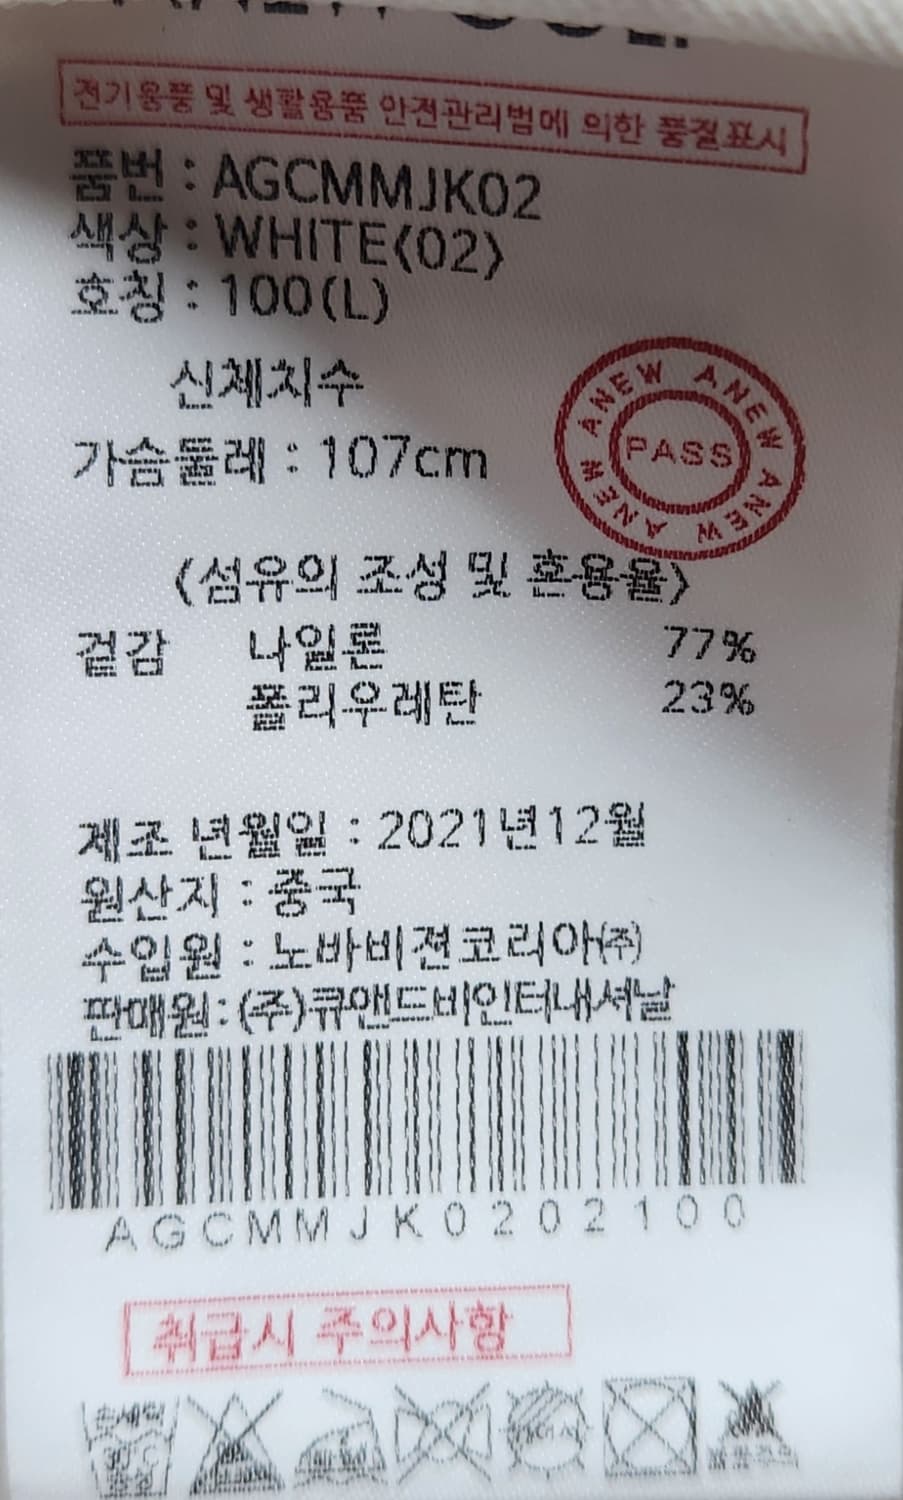 전기용품 및 생활용품 안전관리법에 의한 품질표시
품번 : AGCMMJK02
색상 : WHITE(02)
호칭 : 100(L)
신체치수
가슴둘레 : 107cm
ANEW ANEW ANEW ANEW
PASS
<섬유의 조성 및 혼용율>
겉감 나일론 77%
폴리우레탄 23%
제조 년월일 : 2021년12월
원산지 : 중국
수입원 : 노바비젼코리아(주)
판매원: (주)큐앤드비인터내셔날
AGCMMJK0202100
취급시 주의사항
손세탁